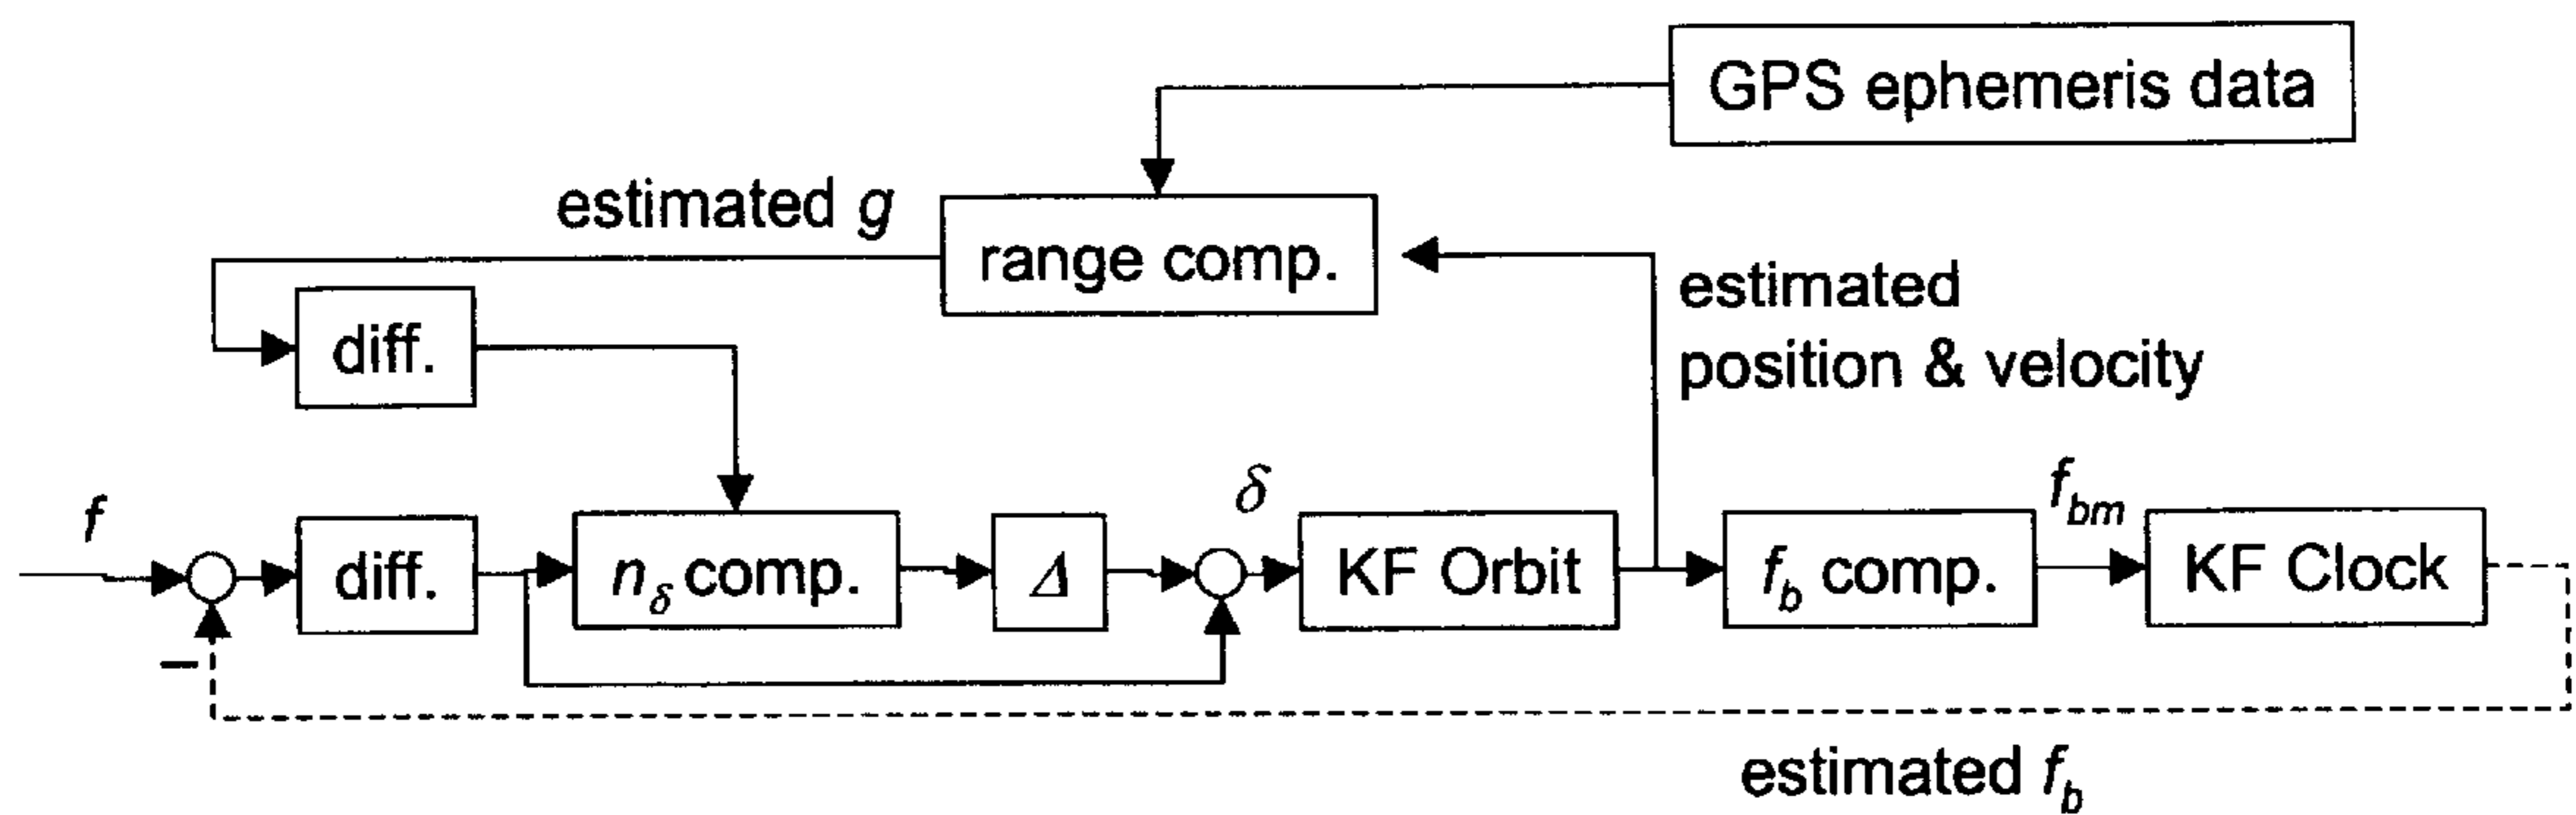 GPS ephemeris data
estimated g
range comp.
estimated
position & velocity
diff.
f
diff.
n_δ comp.
Δ
δ
KF Orbit
f_b comp.
f_bm
KF Clock
–
estimated f_b